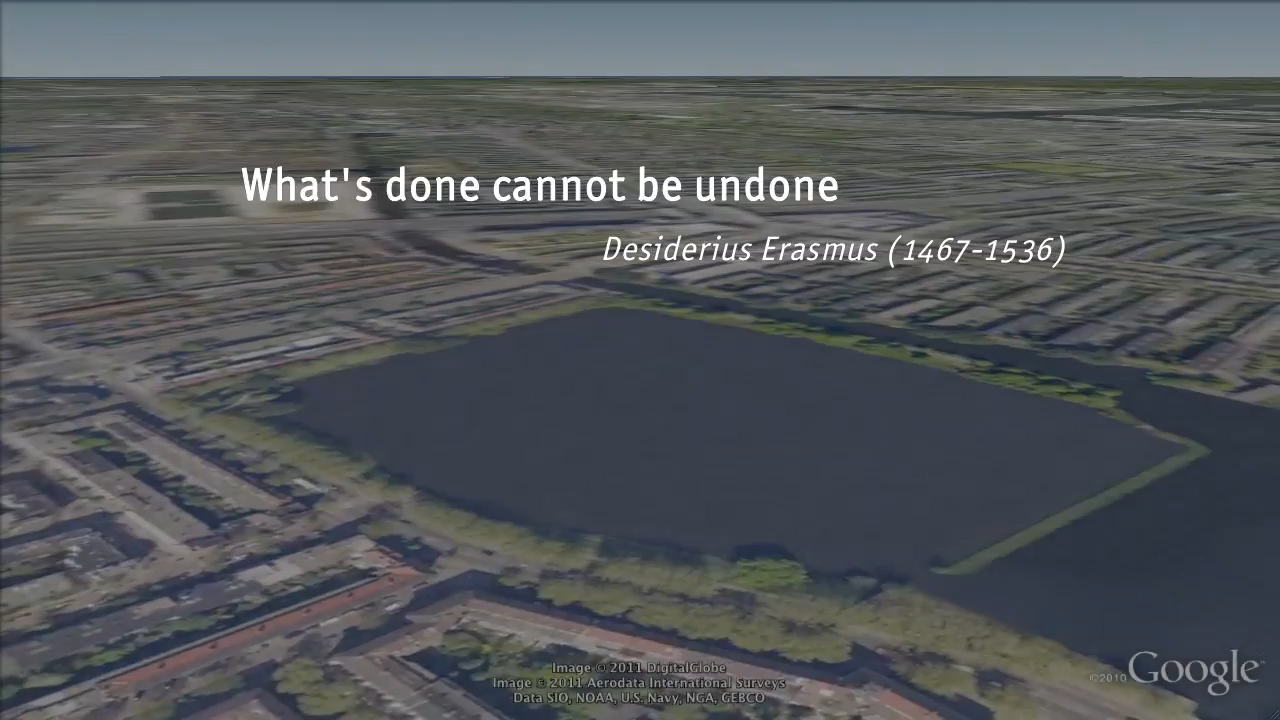 What's done cannot be undone
Desiderius Erasmus (1467-1536)
Image © 2011 DigitalGlobe
Image © 2011 Aerodata International Surveys
Data SIO, NOAA, U.S. Navy, NGA, GEBCO
©2010 Google